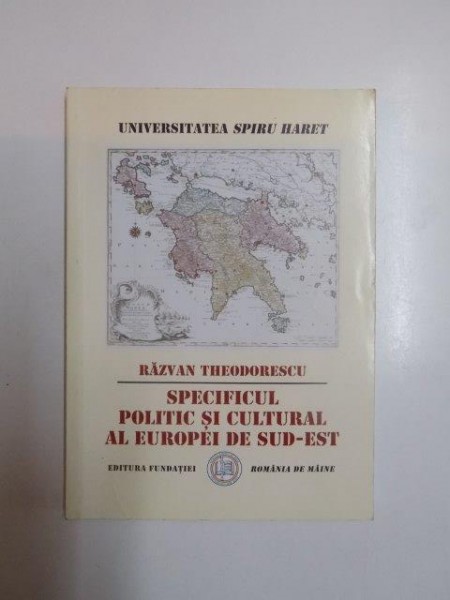 UNIVERSITATEA SPIRU HARET
RĂZVAN THEODORESCU
SPECIFICUL
POLITIC ȘI CULTURAL
AL EUROPEI DE SUD-EST
EDITURA FUNDAȚIEI ROMÂNIA DE MÂINE